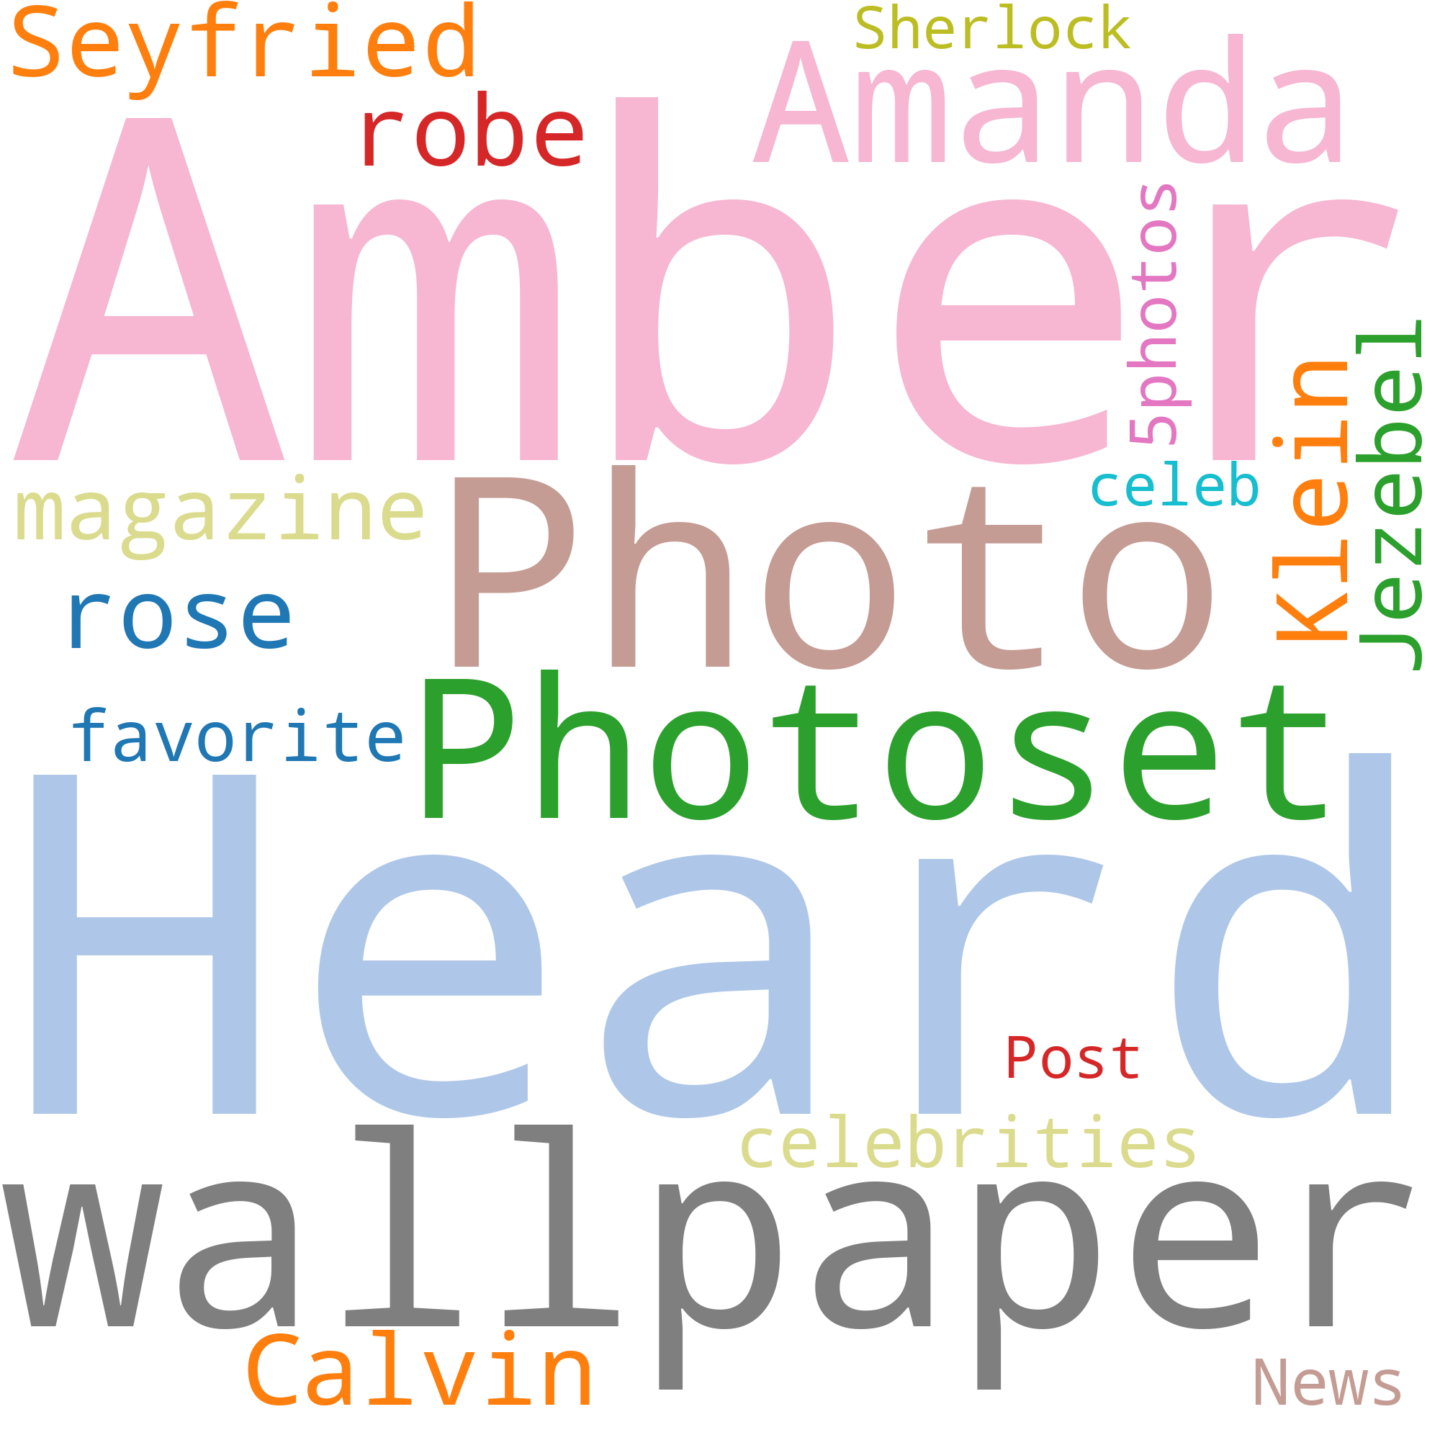 Seyfried
Sherlock
Amanda
robe
Amber
5photos
Jezebel
Klein
celeb
magazine
Photo
rose
Photoset
favorite
Heard
Post
celebrities
wallpaper
Calvin
News